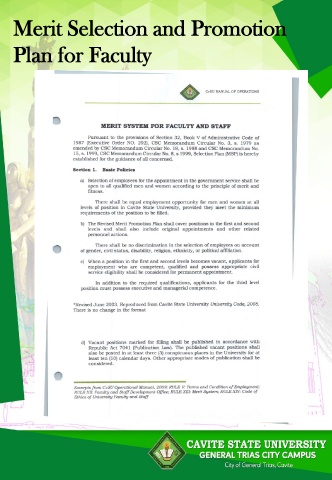 Merit Selection and Promotion
Plan for Faculty
CvSU MANUAL OF OPERATIONS
MERIT SYSTEM FOR FACULTY AND STAFF
Pursuant to the provisions of Section 32, Book V of Administrative Code of
1987 (Executive Order NO. 292), CSC Memorandum Circular No. 3, s. 1979 as
amended by CSC Memorandum Circular No. 18, s. 1988 and CSC Memorandum No.
15, s. 1999, CSC Memorandum Circular No. 8, s 1999, Selection Plan (MSP) is hereby
established for the guidance of all concerned.
Section 1. Basic Policies
a) Selection of employees for the appointment in the government service shall be
open to all qualified men and women according to the principle of merit and
fitness.
There shall be equal employment opportunity for men and women at all
levels of position in Cavite State University, provided they meet the minimum
requirements of the position to be filled.
b) The Revised Merit Promotion Plan shall cover positions in the first and second
levels and shall also include original appointments and other related
personnel actions.
There shall be no discrimination in the selection of employees on account
of gender, civil status, disability, religion, ethnicity, or political affiliation.
c) When a position in the first and second levels becomes vacant, applicants for
employment who are competent, qualified and possess appropriate civil
service eligibility shall be considered for permanent appointment.
In addition to the required qualifications, applicants for the third level
position must possess executive and managerial competence.
*Revised June 2003. Reproduced from Cavite State University University Code, 2005.
There is no change in the format
d) Vacant positions marked for filling shall be published in accordance with
Republic Act 7041 (Publication Law). The published vacant positions shall
also be posted in at least three (3) conspicuous places in the University for at
least ten (10) calendar days. Other appropriate modes of publication shall be
considered.
Excerpts from CvSU Operational Manual, 2009: RULE V: Terms and Condition of Employment;
RULE XII: Faculty and Staff Development Office; RULE XIII: Merit System; RULE XIV: Code of
Ethics of University Faculty and Staff
CAVITE STATE UNIVERSITY
GENERAL TRIAS CITY CAMPUS
City of General Trias, Cavite